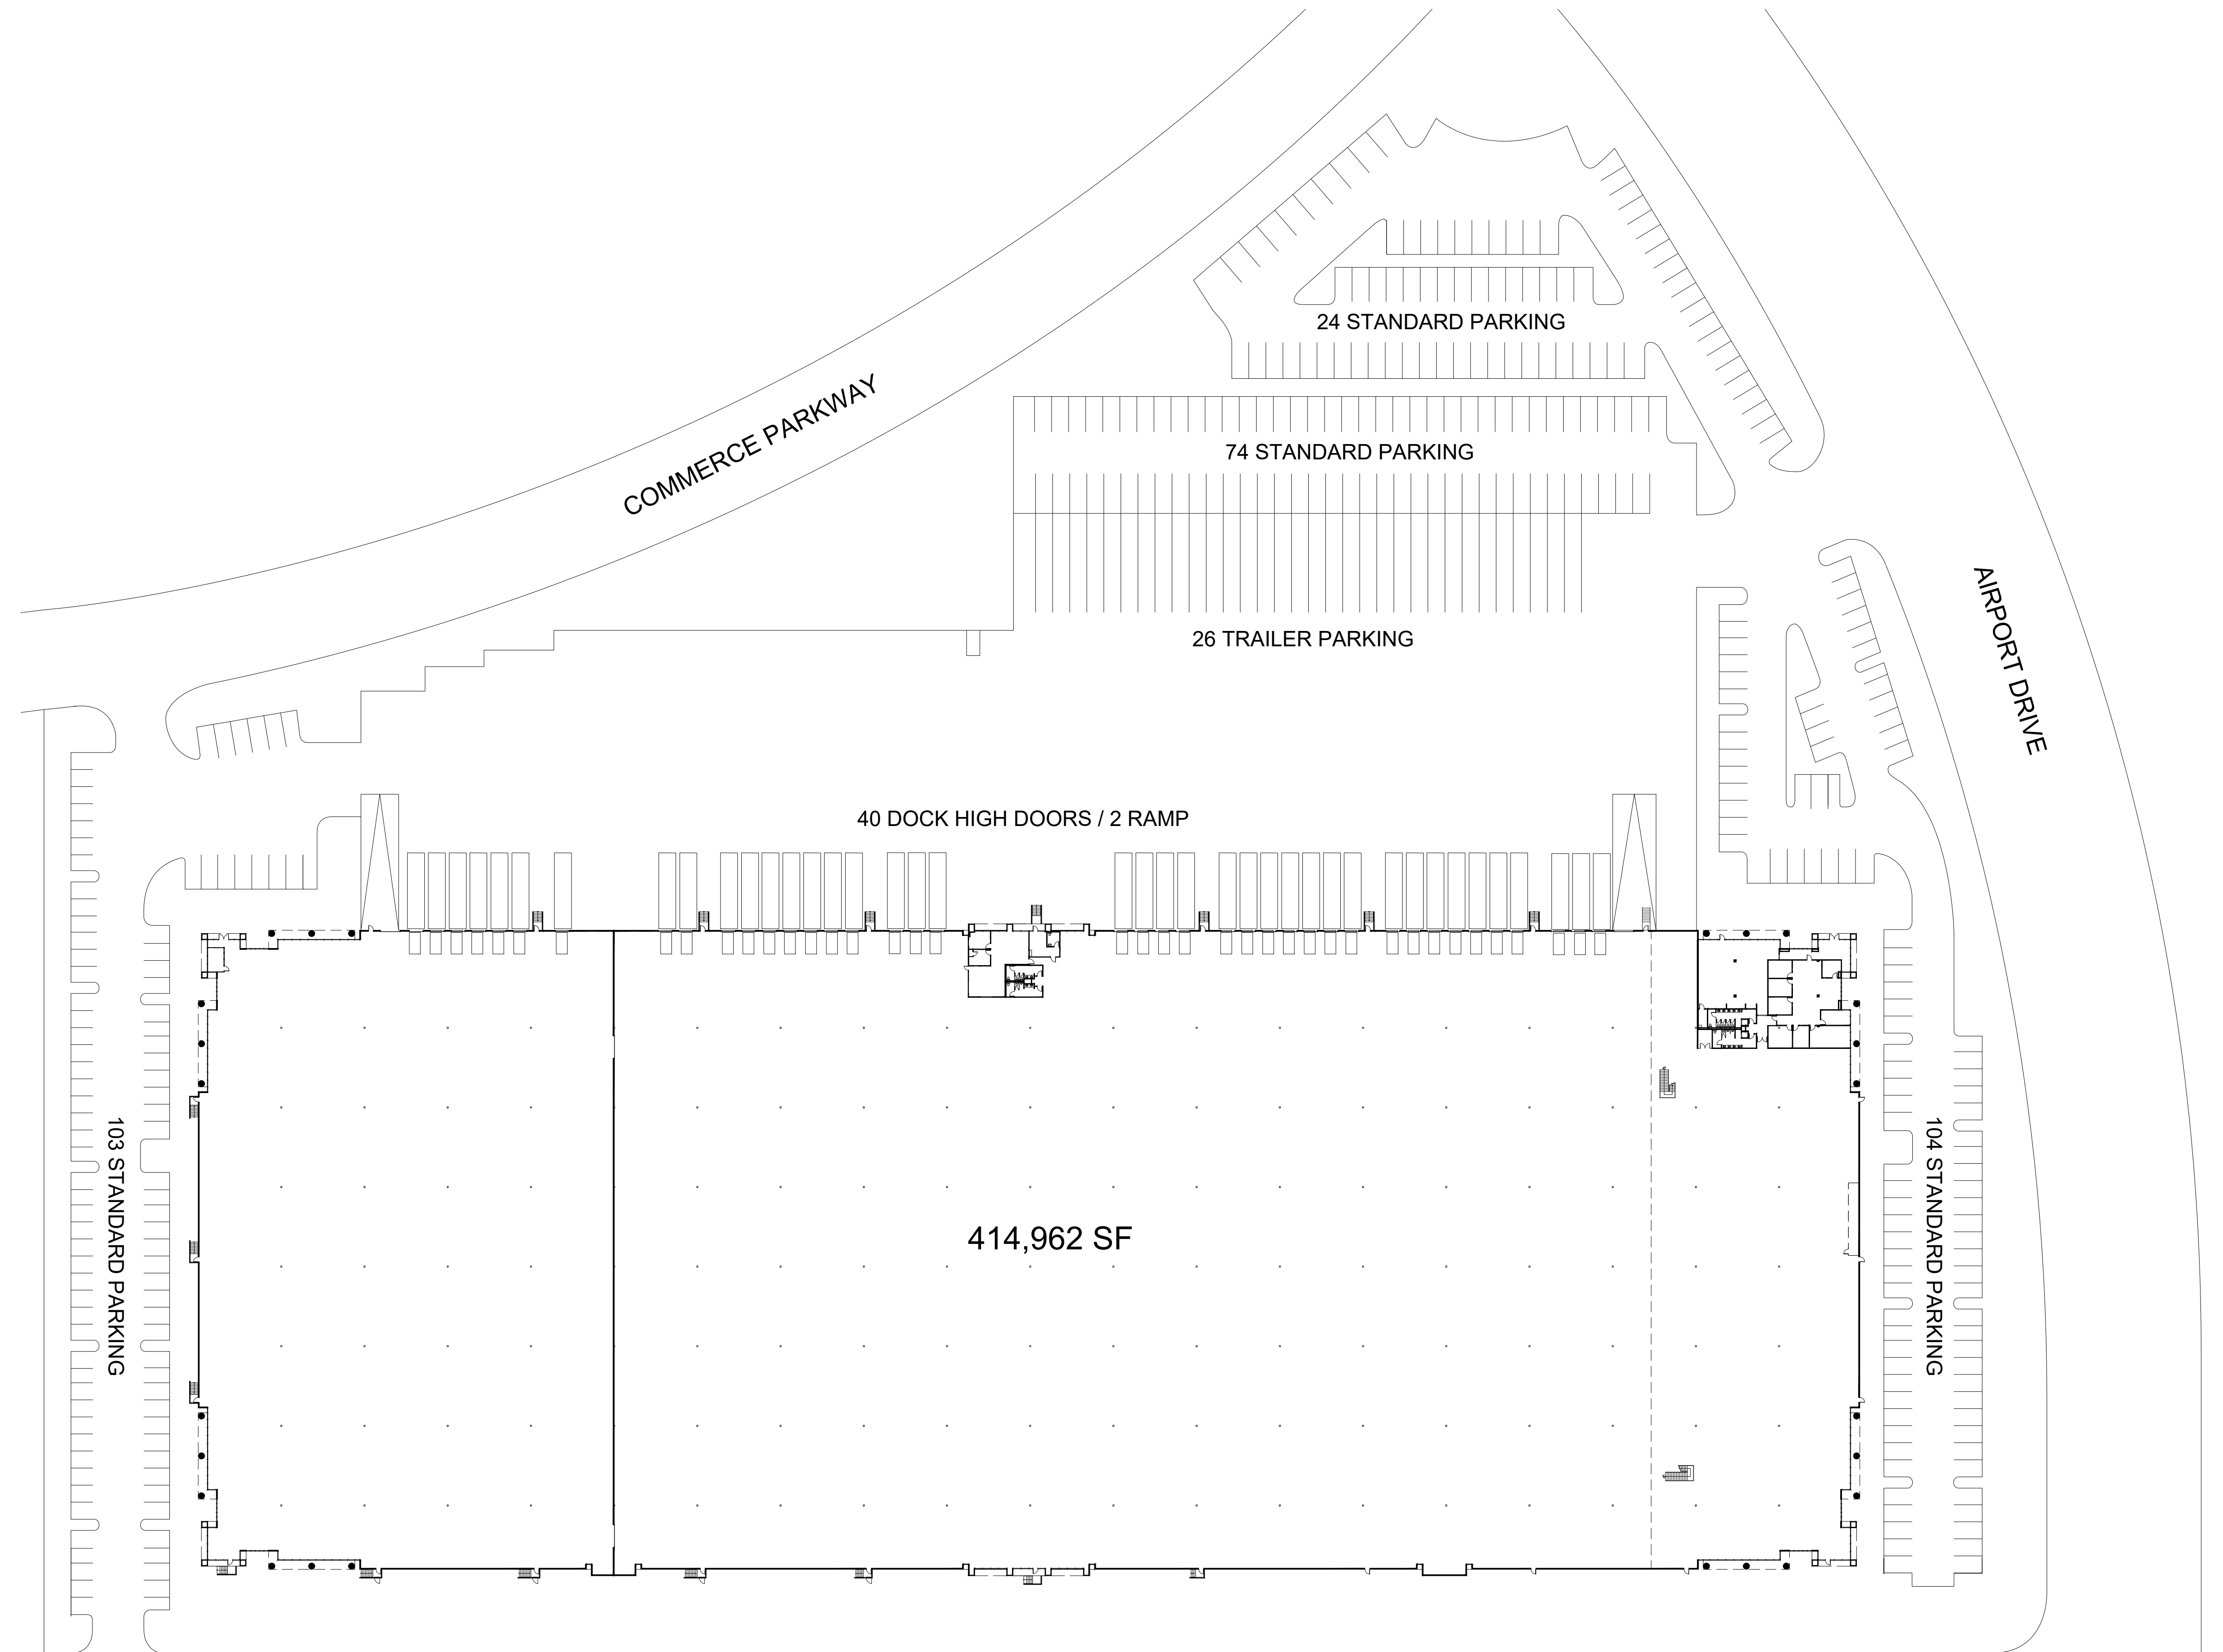 24 STANDARD PARKING
COMMERCE PARKWAY
74 STANDARD PARKING
AIRPORT DRIVE
26 TRAILER PARKING
40 DOCK HIGH DOORS / 2 RAMP
103 STANDARD PARKING
414,962 SF
104 STANDARD PARKING